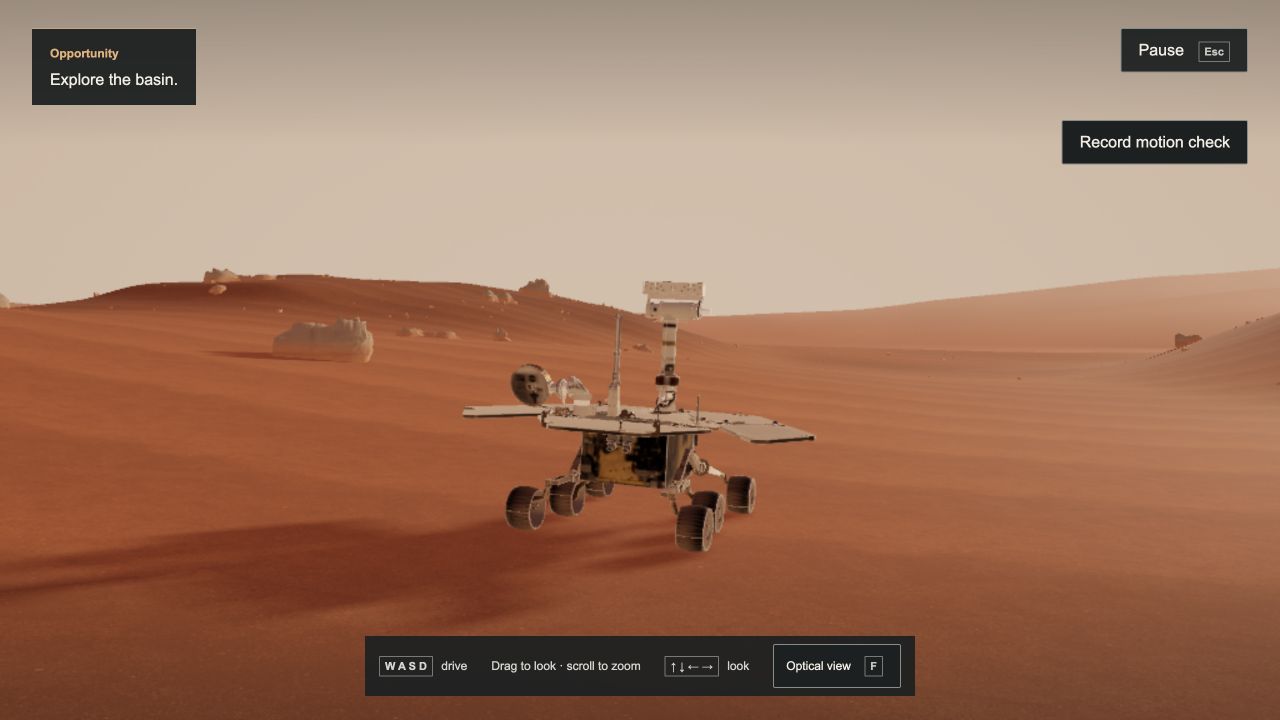 Opportunity
Explore the basin.
Pause Esc
Record motion check
W A S D drive Drag to look · scroll to zoom ↑↓←→ look Optical view F